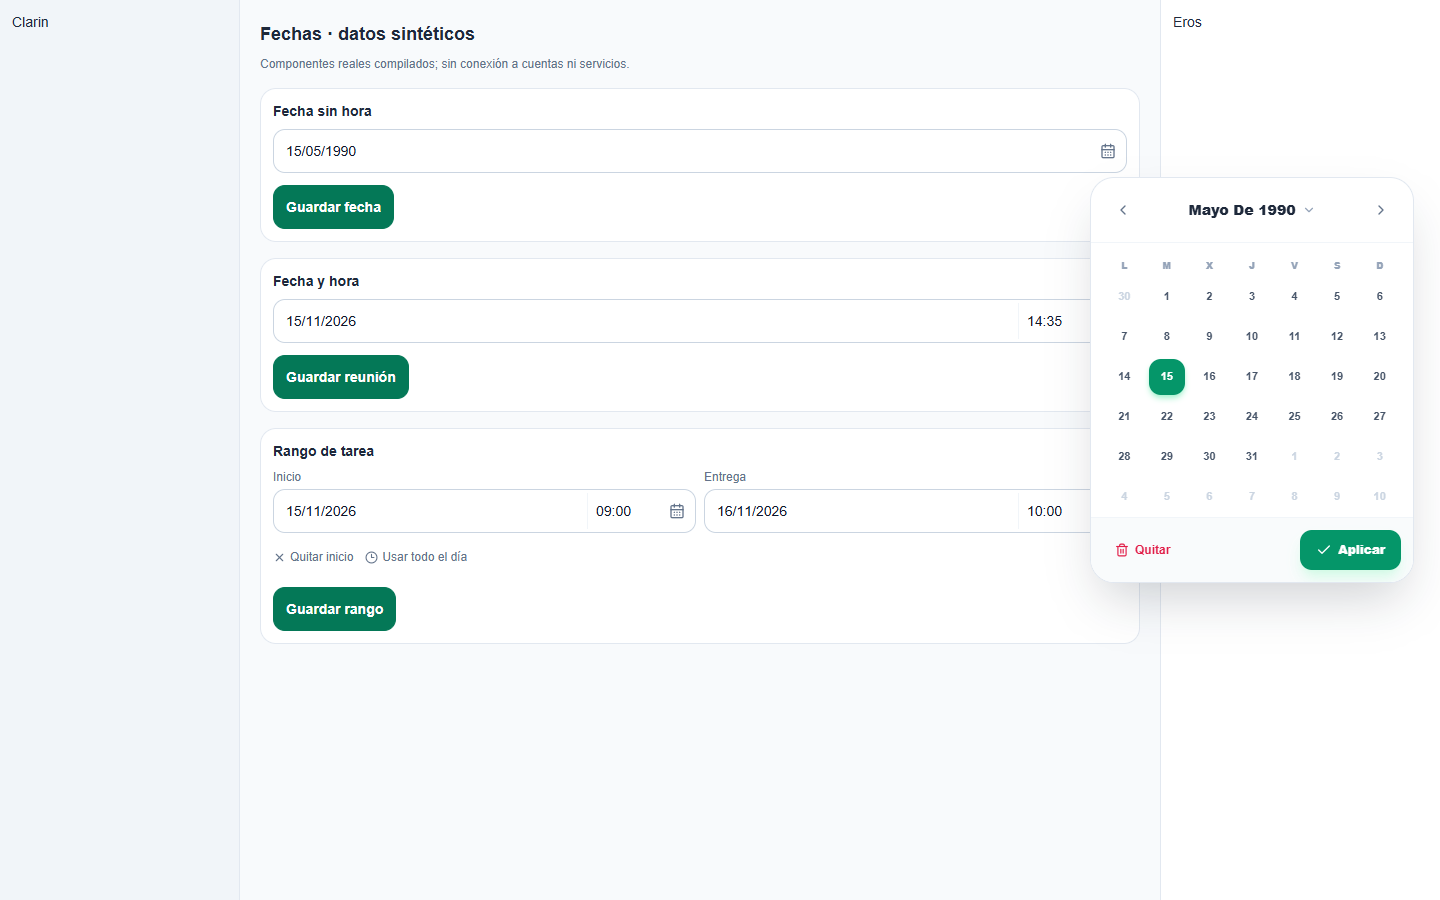 Clarin
Fechas · datos sintéticos
Componentes reales compilados; sin conexión a cuentas ni servicios.
Fecha sin hora
15/05/1990
Guardar fecha
Fecha y hora
15/11/2026 14:35
Guardar reunión
Rango de tarea
Inicio Entrega
15/11/2026 09:00 16/11/2026 10:00
Quitar inicio Usar todo el día
Guardar rango
Eros
Mayo De 1990
L M X J V S D
30 1 2 3 4 5 6
7 8 9 10 11 12 13
14 15 16 17 18 19 20
21 22 23 24 25 26 27
28 29 30 31 1 2 3
4 5 6 7 8 9 10
Quitar Aplicar